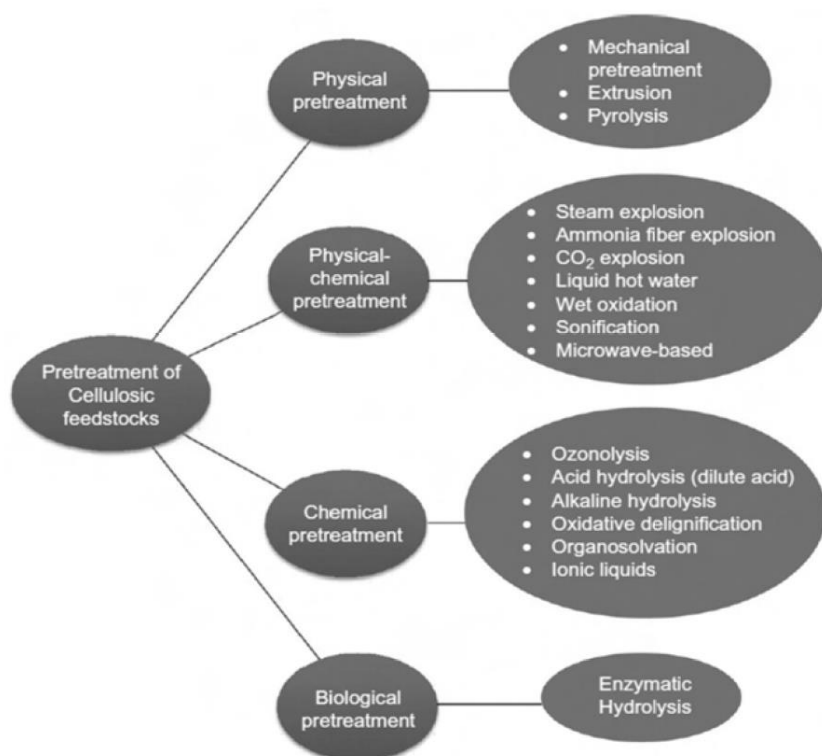 Physical
pretreatment
• Mechanical
pretreatment
• Extrusion
• Pyrolysis
Physical-
chemical
pretreatment
• Steam explosion
• Ammonia fiber explosion
• CO₂ explosion
• Liquid hot water
• Wet oxidation
• Sonification
• Microwave-based
Pretreatment of
Cellulosic
feedstocks
Chemical
pretreatment
• Ozonolysis
• Acid hydrolysis (dilute acid)
• Alkaline hydrolysis
• Oxidative delignification
• Organosolvation
• Ionic liquids
Biological
pretreatment
Enzymatic
Hydrolysis